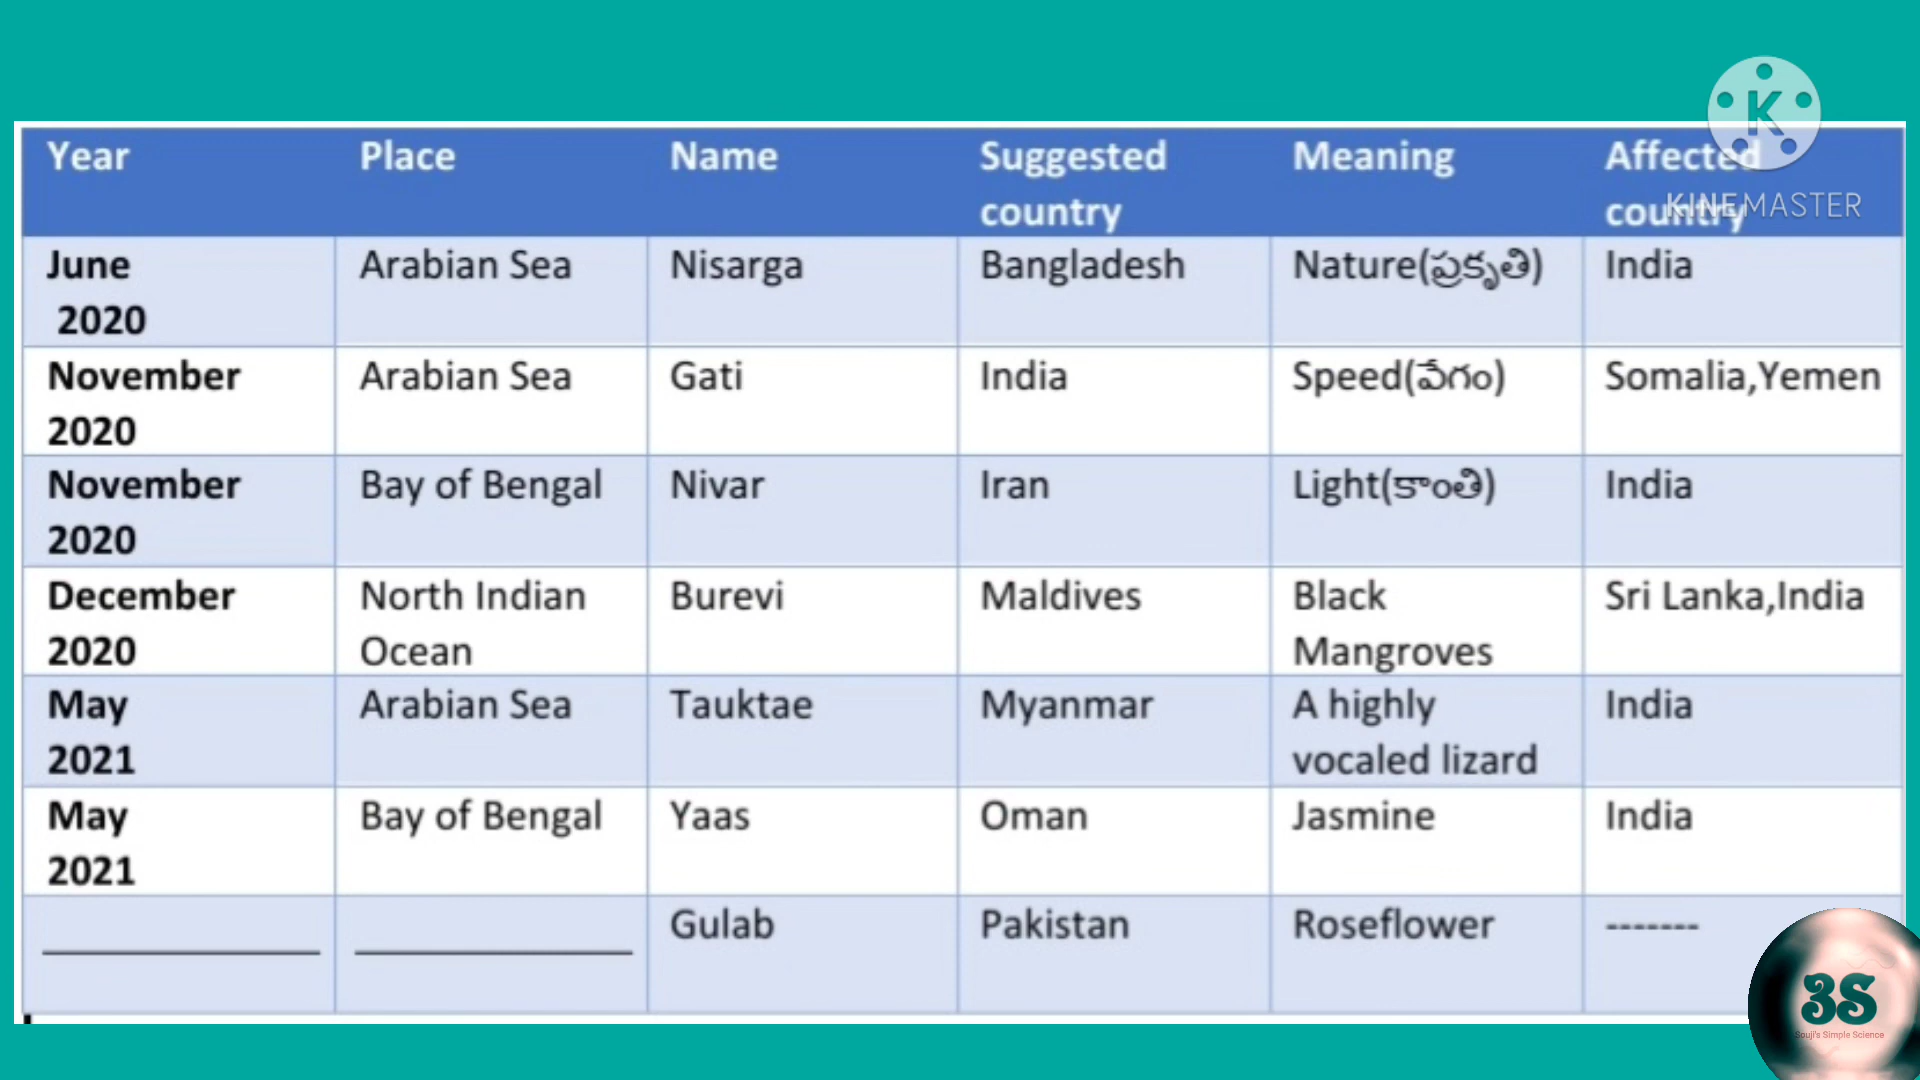 Year Place Name Suggested country Meaning Affected country
KINEMASTER
June 2020 Arabian Sea Nisarga Bangladesh Nature(ప్రకృతి) India
November 2020 Arabian Sea Gati India Speed(వేగం) Somalia,Yemen
November 2020 Bay of Bengal Nivar Iran Light(కాంతి) India
December 2020 North Indian Ocean Burevi Maldives Black Mangroves Sri Lanka,India
May 2021 Arabian Sea Tauktae Myanmar A highly vocaled lizard India
May 2021 Bay of Bengal Yaas Oman Jasmine India
Gulab Pakistan Roseflower -------
3S
Souji's Simple Science